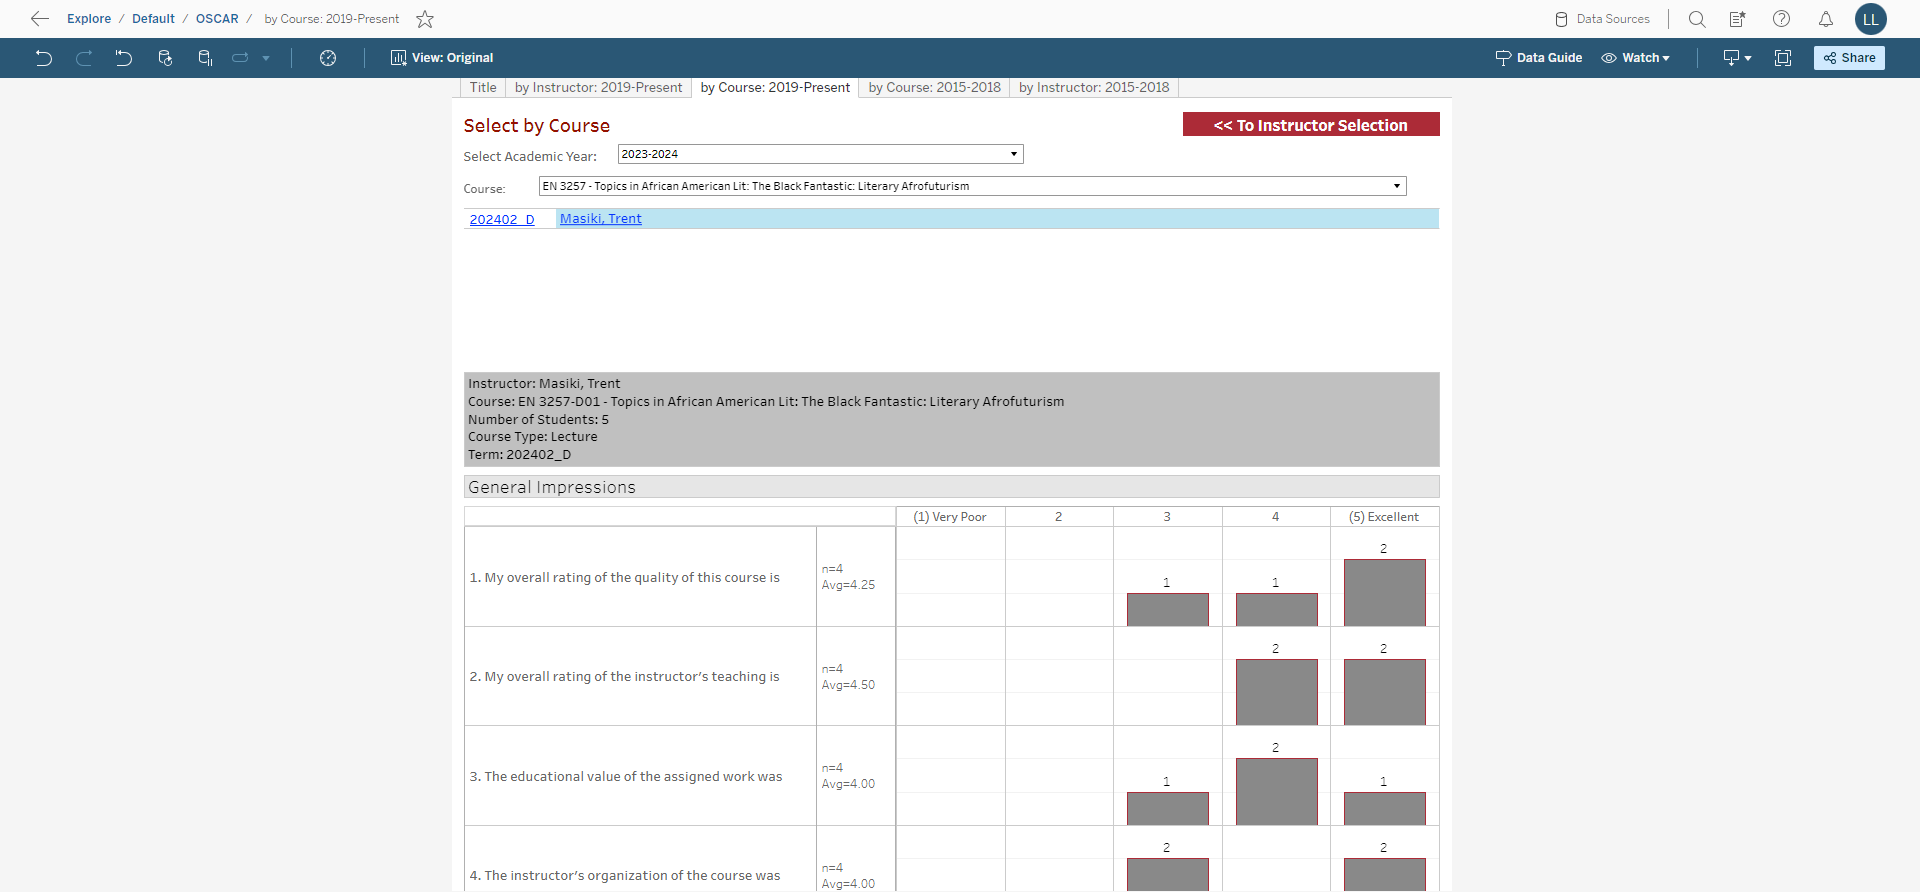 Explore / Default / OSCAR / by Course: 2019-Present
Data Sources
LL
View: Original
Data Guide
Watch
Share
Title
by Instructor: 2019-Present
by Course: 2019-Present
by Course: 2015-2018
by Instructor: 2015-2018
Select by Course
<< To Instructor Selection
Select Academic Year:
2023-2024
Course:
EN 3257 - Topics in African American Lit: The Black Fantastic: Literary Afrofuturism
202402_D
Masiki, Trent
Instructor: Masiki, Trent
Course: EN 3257-D01 - Topics in African American Lit: The Black Fantastic: Literary Afrofuturism
Number of Students: 5
Course Type: Lecture
Term: 202402_D
General Impressions
(1) Very Poor
2
3
4
(5) Excellent
1. My overall rating of the quality of this course is
n=4
Avg=4.25
1
1
2
2. My overall rating of the instructor's teaching is
n=4
Avg=4.50
2
2
3. The educational value of the assigned work was
n=4
Avg=4.00
1
2
1
4. The instructor's organization of the course was
n=4
Avg=4.00
2
2